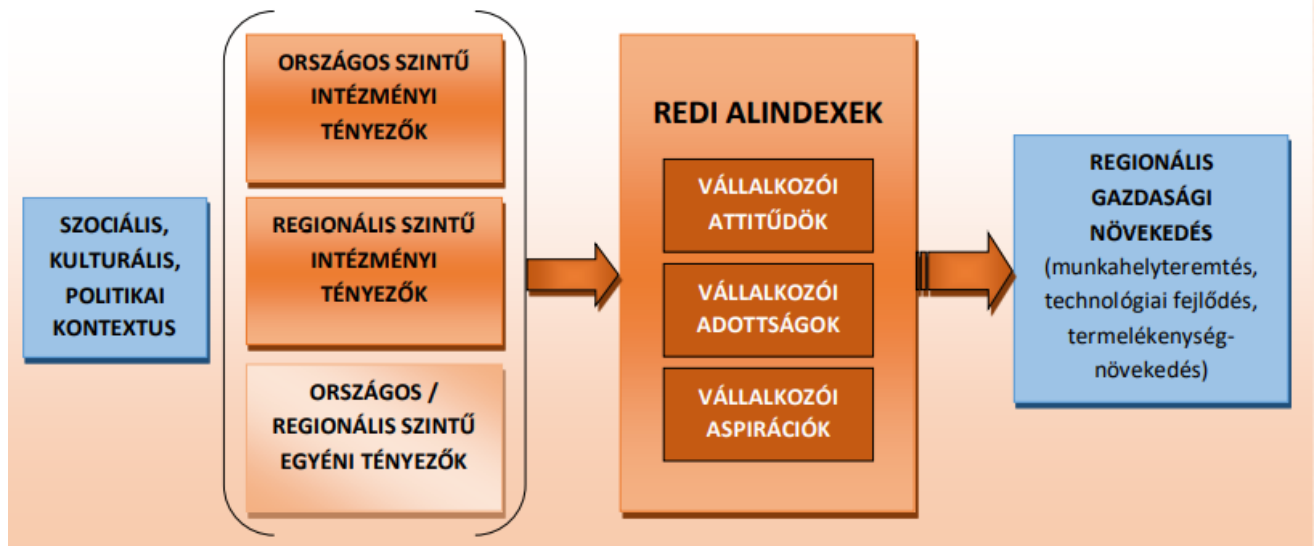 SZOCIÁLIS,
KULTURÁLIS,
POLITIKAI
KONTEXTUS
ORSZÁGOS SZINTŰ
INTÉZMÉNYI
TÉNYEZŐK
REGIONÁLIS SZINTŰ
INTÉZMÉNYI
TÉNYEZŐK
ORSZÁGOS /
REGIONÁLIS SZINTŰ
EGYÉNI TÉNYEZŐK
REDI ALINDEXEK
VÁLLALKOZÓI
ATTITŰDÖK
VÁLLALKOZÓI
ADOTTSÁGOK
VÁLLALKOZÓI
ASPIRÁCIÓK
REGIONÁLIS
GAZDASÁGI
NÖVEKEDÉS
(munkahelyteremtés,
technológiai fejlődés,
termelékenység-
növekedés)